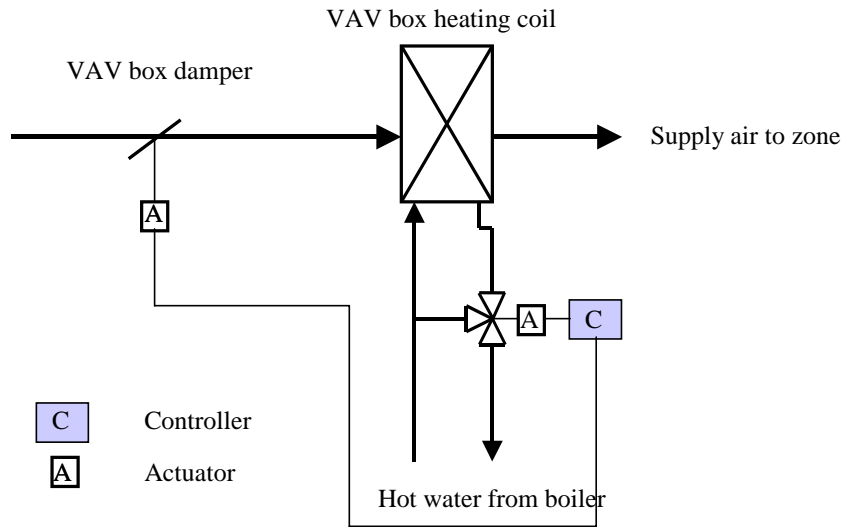 VAV box heating coil
VAV box damper
Supply air to zone
A
A
C
C
Controller
A
Actuator
Hot water from boiler